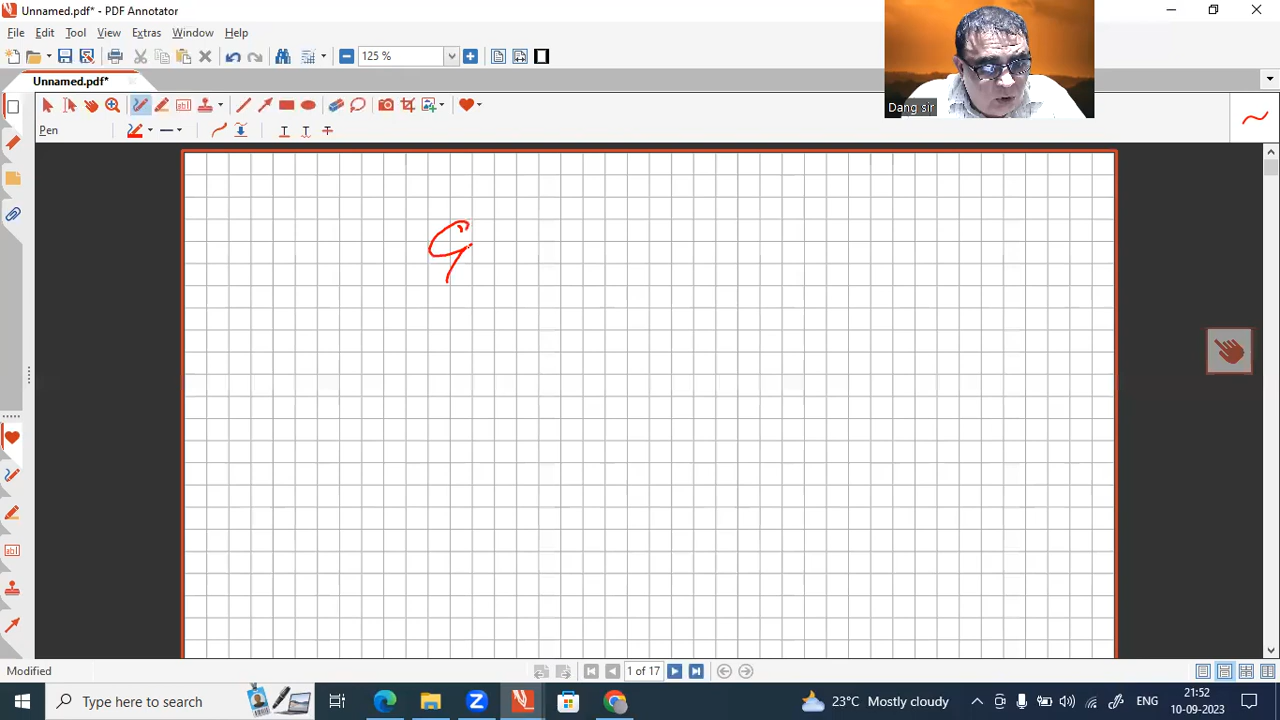 Unnamed.pdf* - PDF Annotator
File Edit Tool View Extras Window Help
125 %
Unnamed.pdf*
Pen
Dang sir
G
Modified
1 of 17
Type here to search
23°C Mostly cloudy
ENG
21:52
10-09-2023